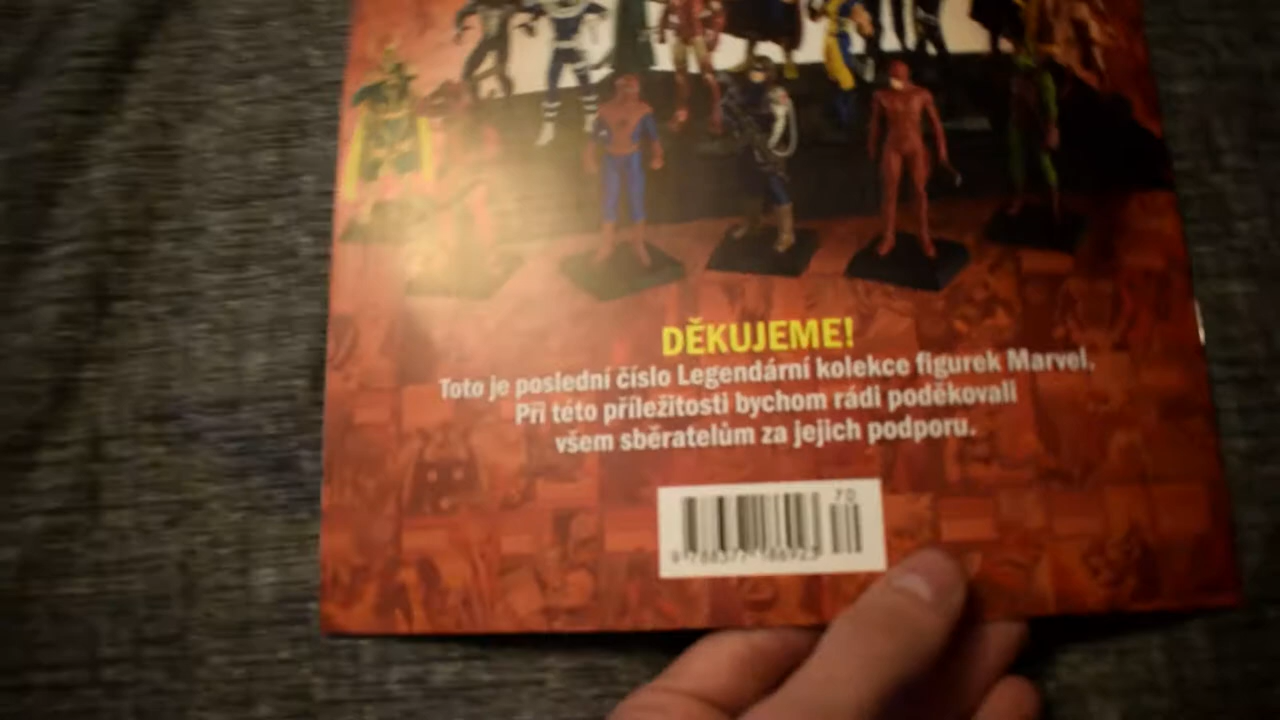 DĚKUJEME!
Toto je poslední číslo Legendární kolekce figurek Marvel.
Při této příležitosti bychom rádi poděkovali
všem sběratelům za jejich podporu.
70